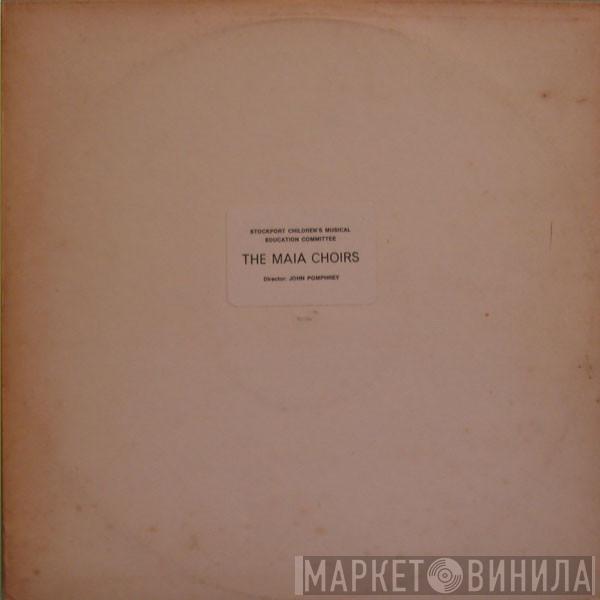 STOCKPORT CHILDREN'S MUSICAL
EDUCATION COMMITTEE
THE MAIA CHOIRS
Director: JOHN POMPHREY
МАРКЕТ ВИНИЛА